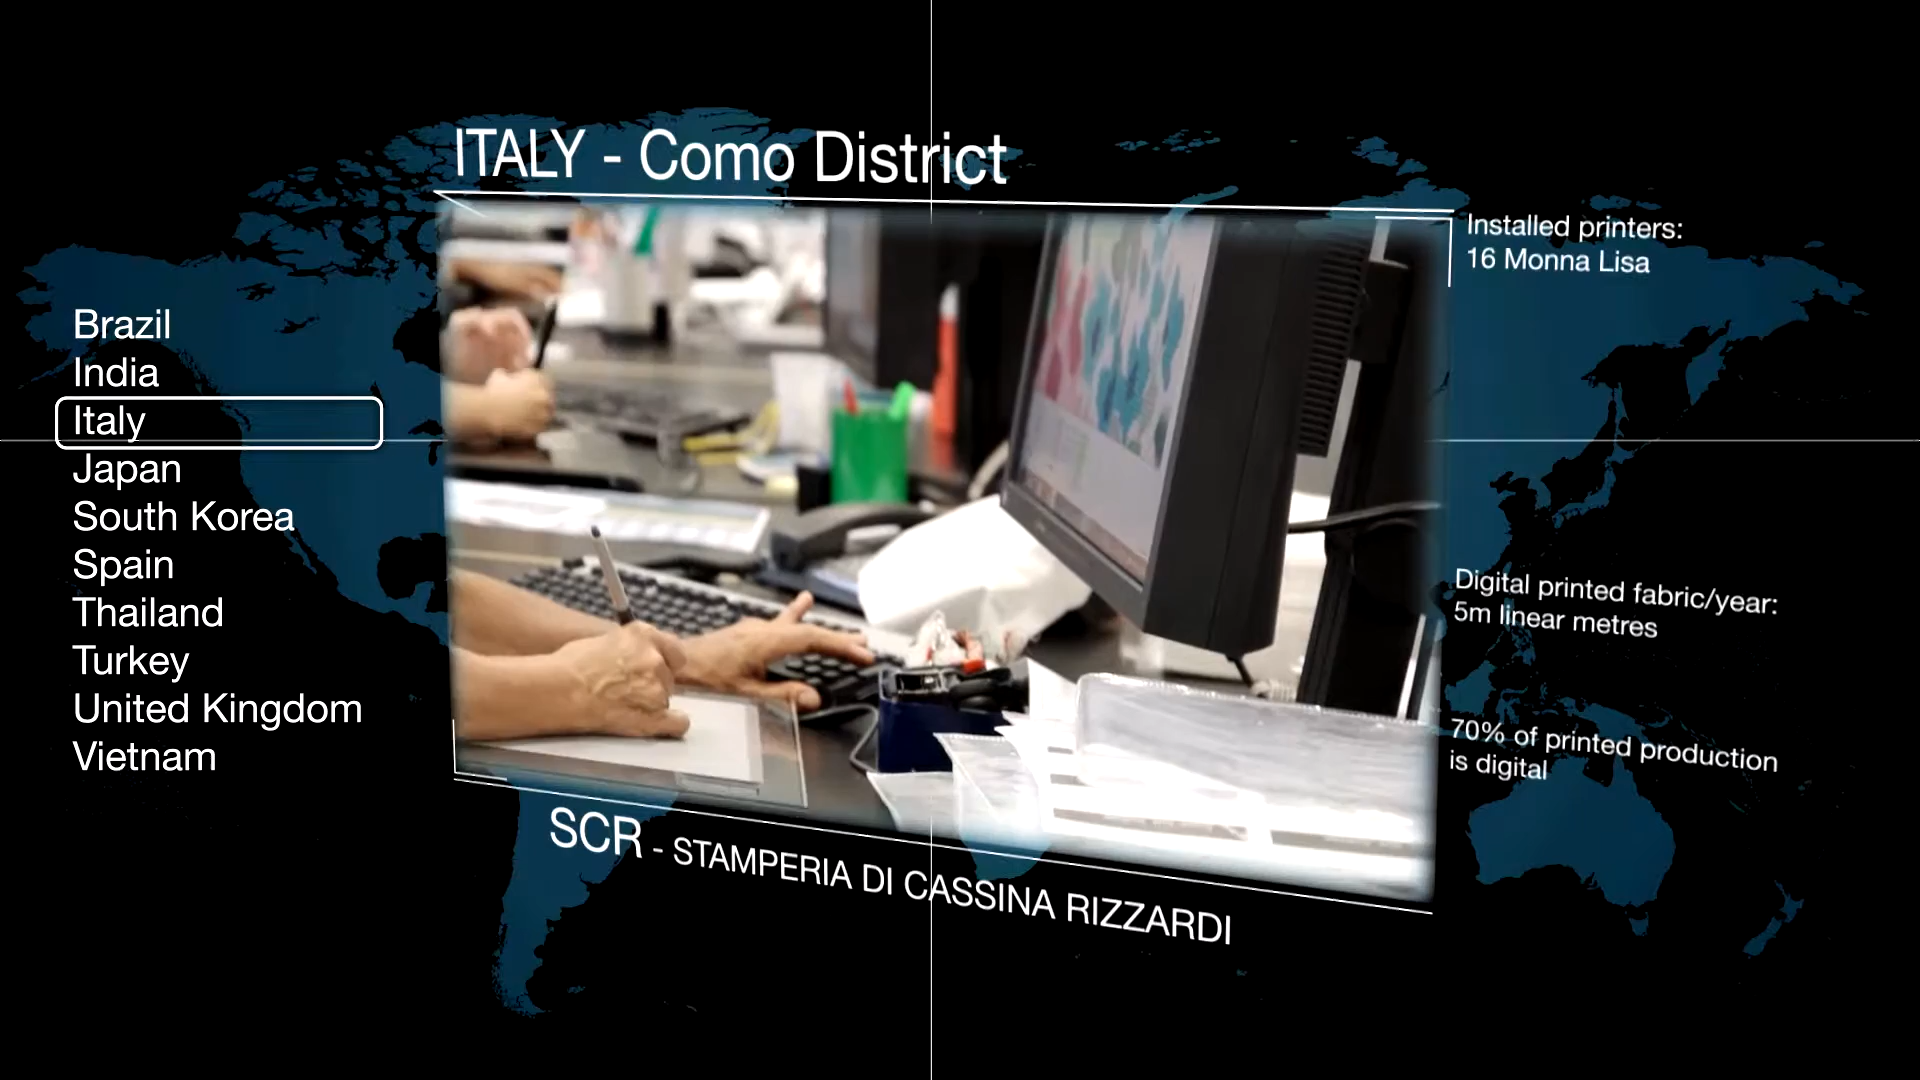 ITALY - Como District
Installed printers:
16 Monna Lisa
Brazil
India
Italy
Japan
South Korea
Spain
Thailand
Turkey
United Kingdom
Vietnam
Digital printed fabric/year:
5m linear metres
70% of printed production
is digital
SCR - STAMPERIA DI CASSINA RIZZARDI